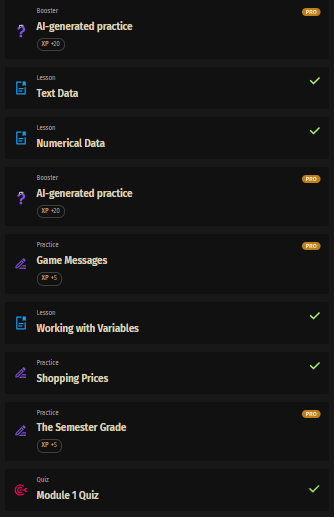 Booster
PRO
AI-generated practice
XP +20
Lesson
Text Data
Lesson
Numerical Data
Booster
PRO
AI-generated practice
XP +20
Practice
PRO
Game Messages
XP +5
Lesson
Working with Variables
Practice
Shopping Prices
Practice
PRO
The Semester Grade
XP +5
Quiz
Module 1 Quiz